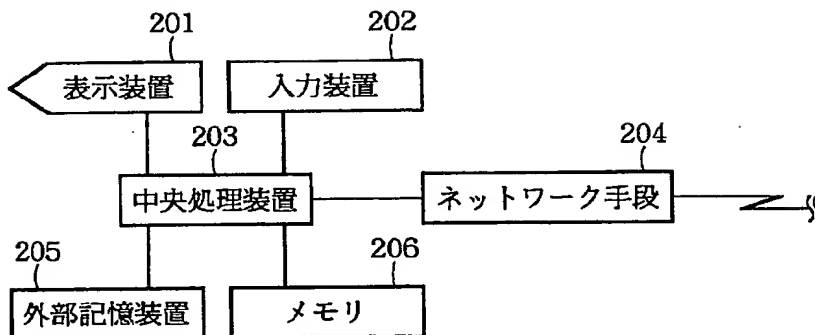 201
表示装置
202
入力装置
203
中央処理装置
204
ネットワーク手段
205
外部記憶装置
206
メモリ